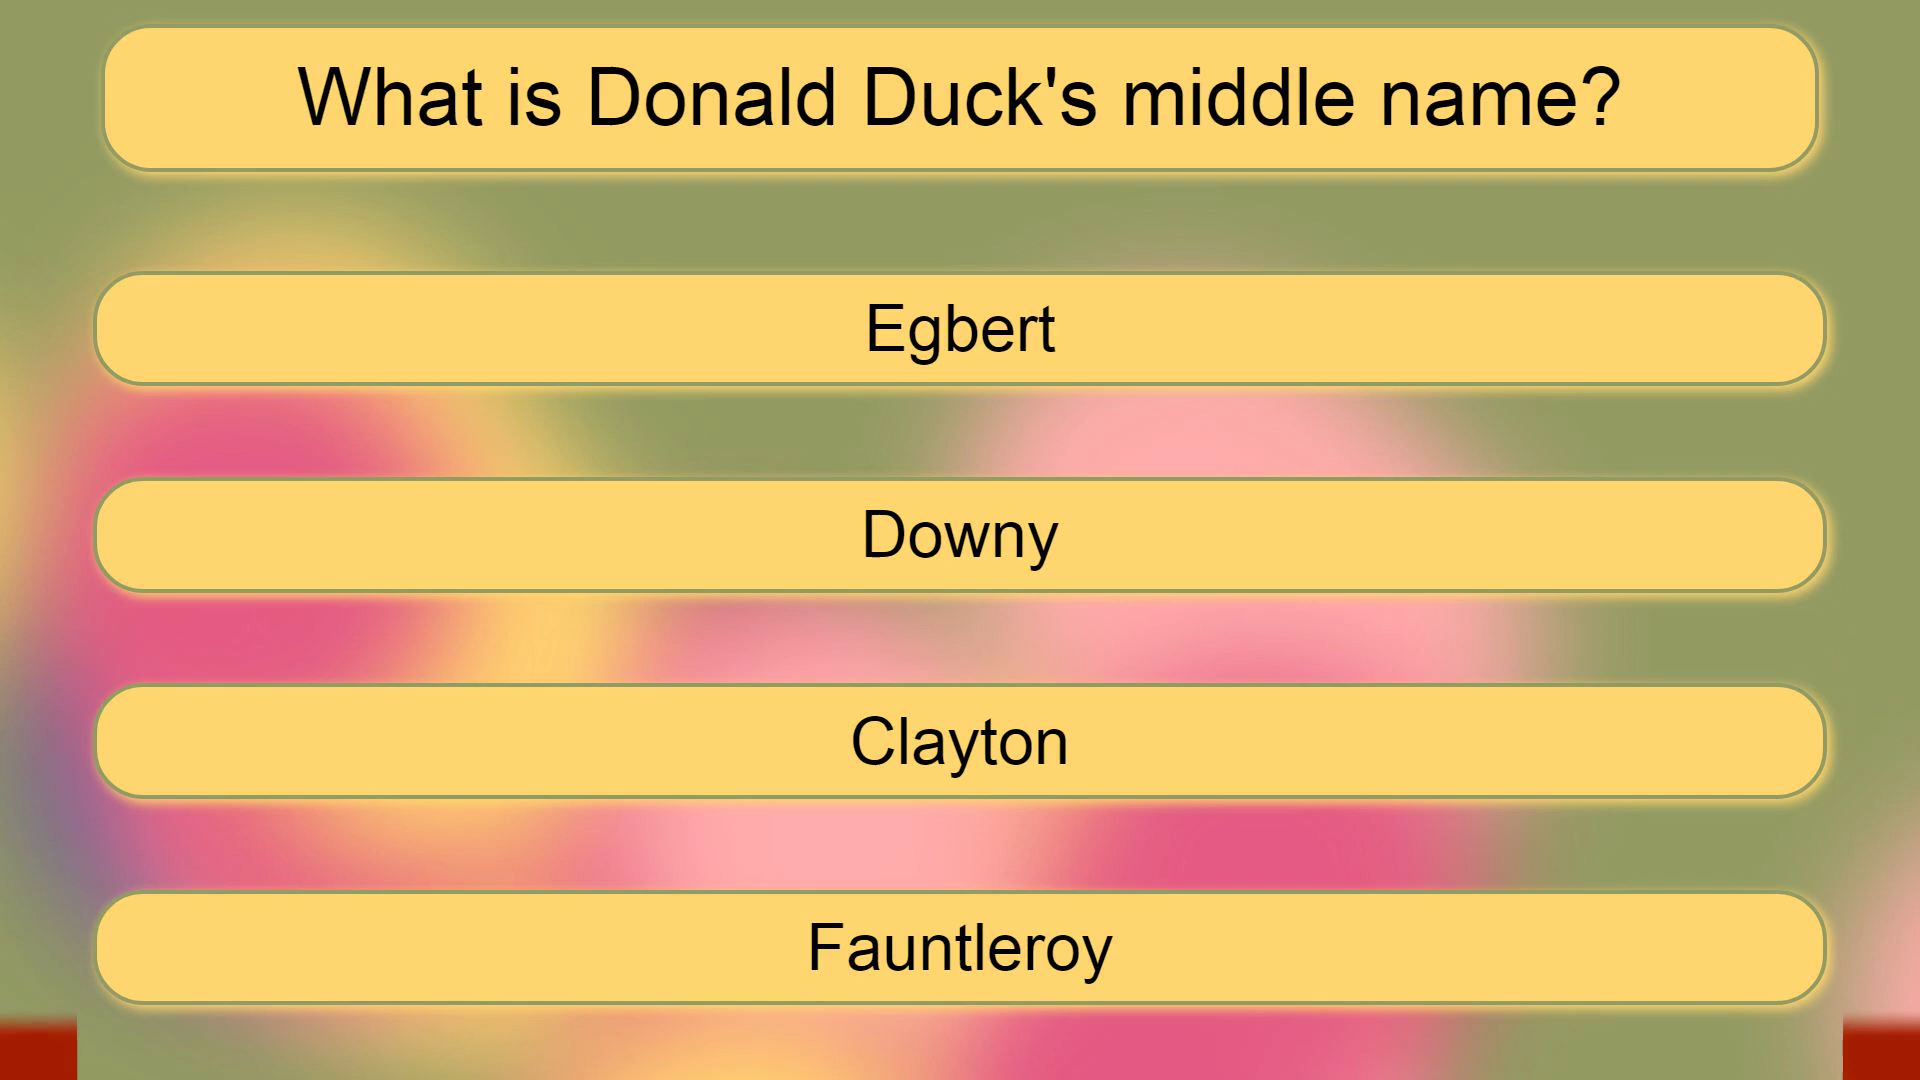 What is Donald Duck's middle name?
Egbert
Downy
Clayton
Fauntleroy